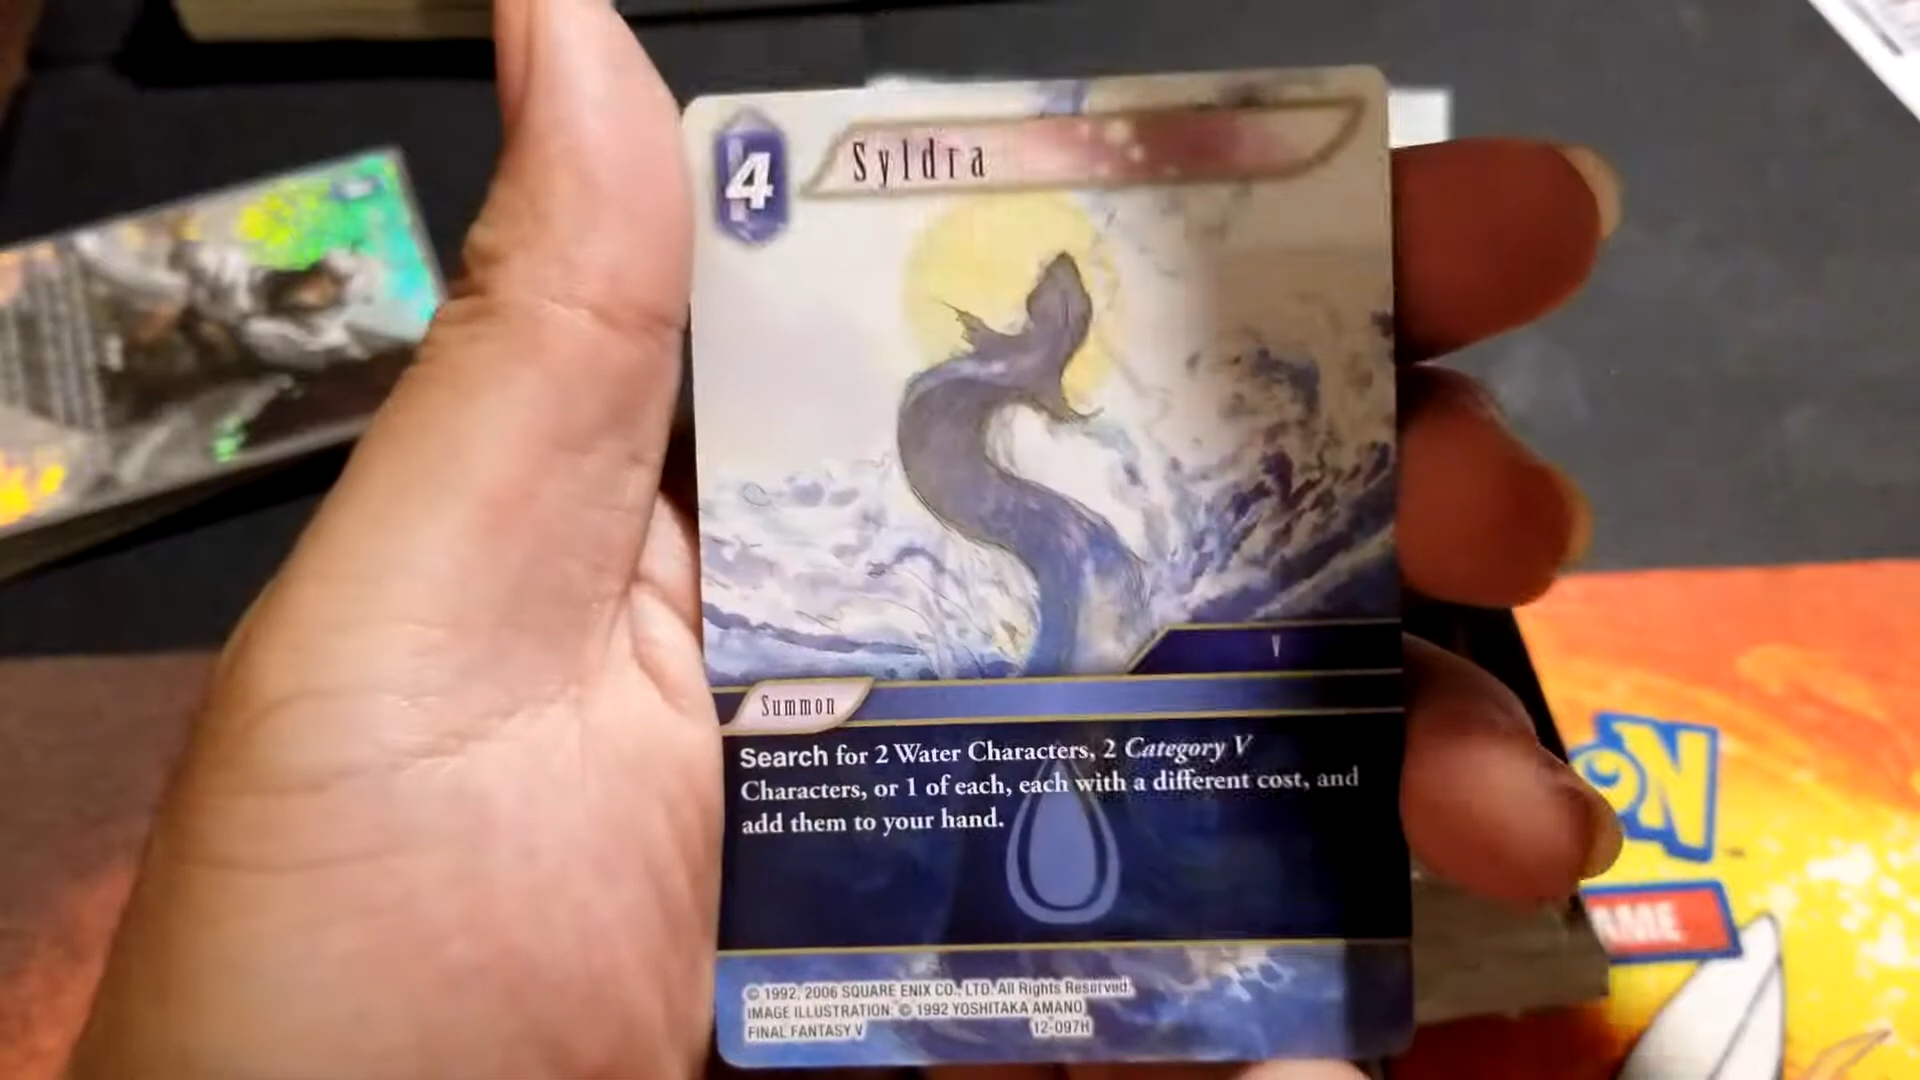 4
Syldra
V
Summon
Search for 2 Water Characters, 2 Category V
Characters, or 1 of each, each with a different cost, and
add them to your hand.
© 1992, 2006 SQUARE ENIX CO., LTD. All Rights Reserved.
IMAGE ILLUSTRATION: © 1992 YOSHITAKA AMANO
FINAL FANTASY V
12-097H
ON
AME